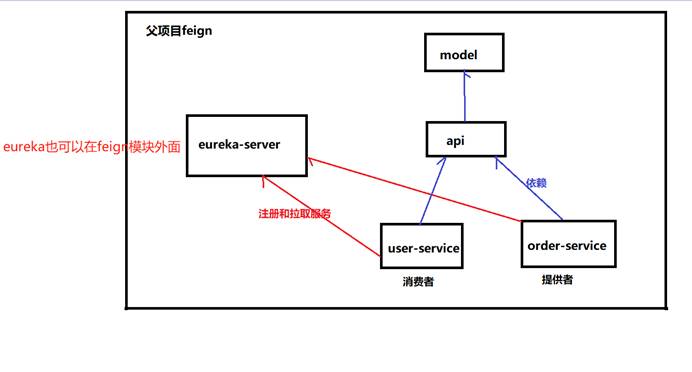 父项目feign
model
eureka也可以在feign模块外面
eureka-server
api
依赖
注册和拉取服务
user-service
order-service
消费者
提供者